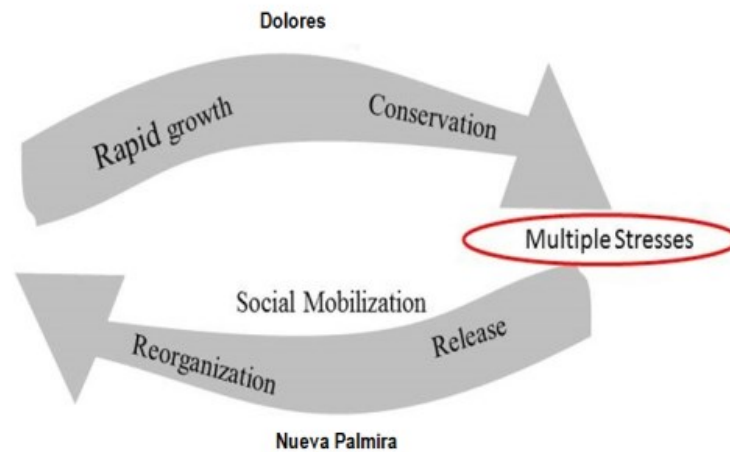 Dolores
Rapid growth
Conservation
Multiple Stresses
Social Mobilization
Release
Reorganization
Nueva Palmira